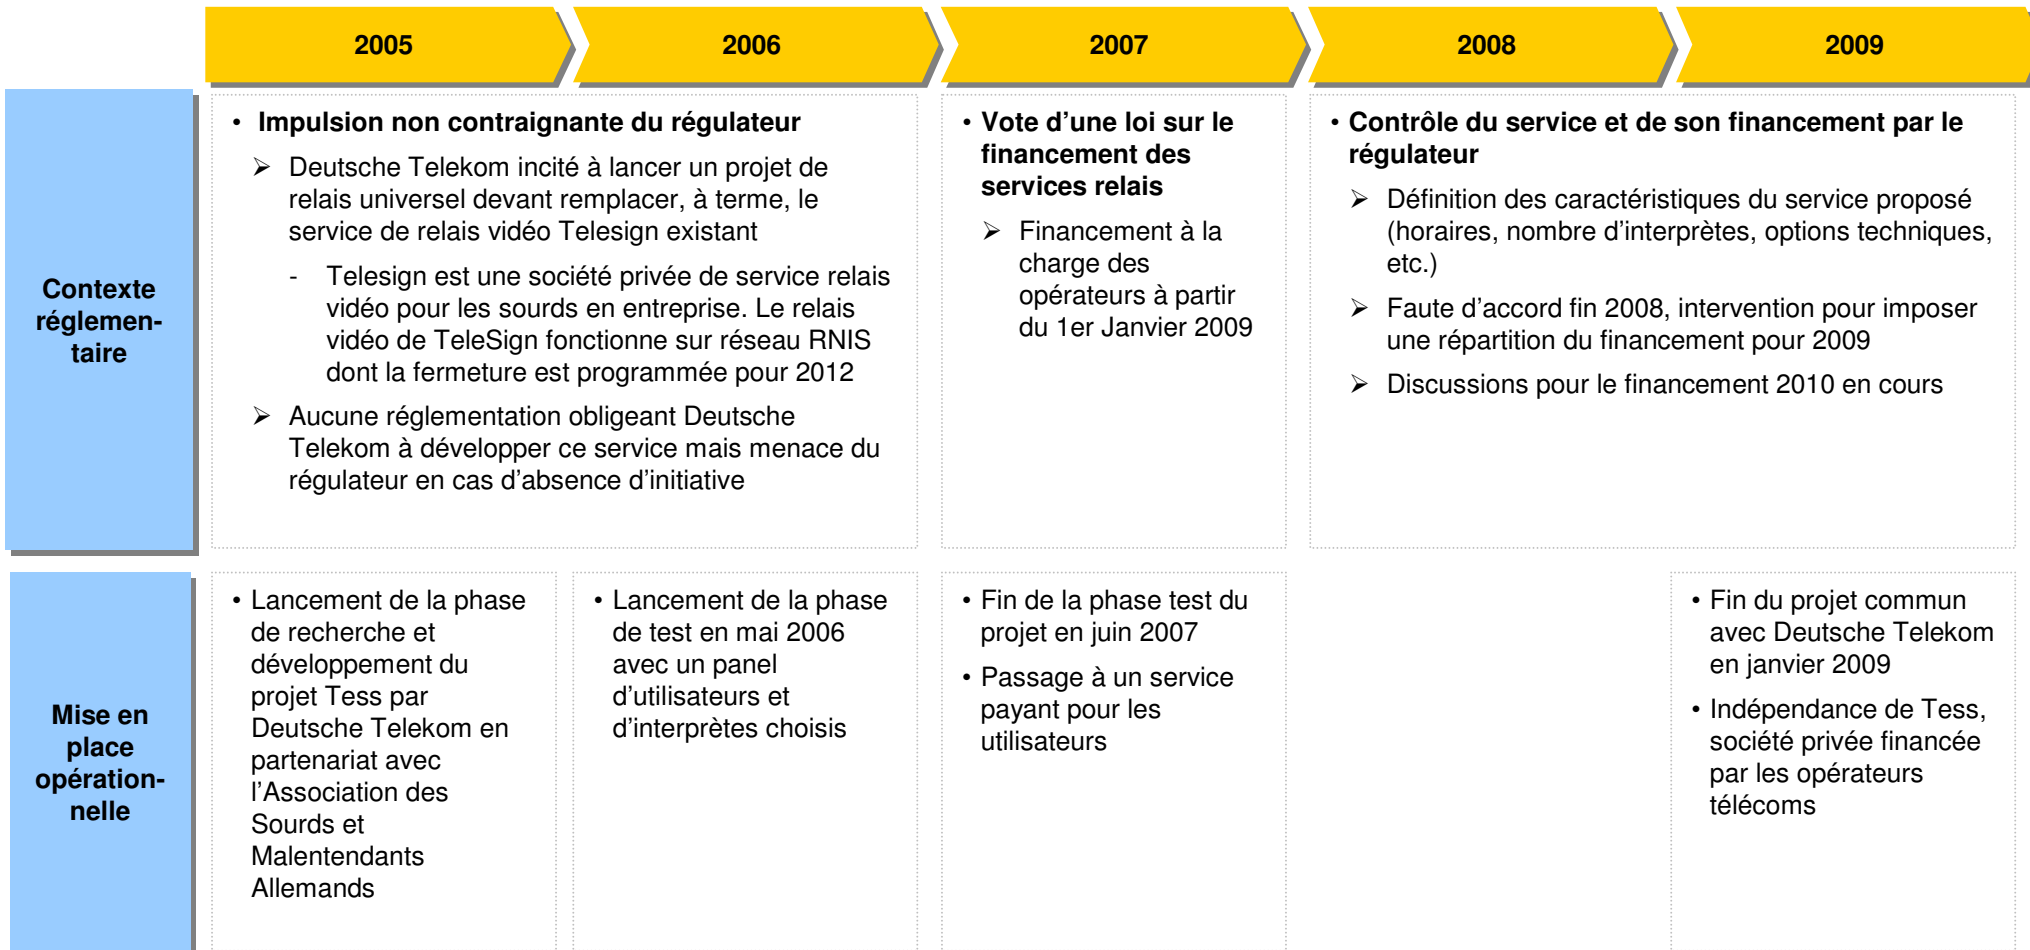 2005
2006
2007
2008
2009
Contexte
réglemen-
taire
• Impulsion non contraignante du régulateur
➢ Deutsche Telekom incité à lancer un projet de
relais universel devant remplacer, à terme, le
service de relais vidéo Telesign existant
- Telesign est une société privée de service relais
vidéo pour les sourds en entreprise. Le relais
vidéo de TeleSign fonctionne sur réseau RNIS
dont la fermeture est programmée pour 2012
➢ Aucune réglementation obligeant Deutsche
Telekom à développer ce service mais menace du
régulateur en cas d’absence d’initiative
• Vote d’une loi sur le
financement des
services relais
➢ Financement à la
charge des
opérateurs à partir
du 1er Janvier 2009
• Contrôle du service et de son financement par le
régulateur
➢ Définition des caractéristiques du service proposé
(horaires, nombre d’interprètes, options techniques,
etc.)
➢ Faute d’accord fin 2008, intervention pour imposer
une répartition du financement pour 2009
➢ Discussions pour le financement 2010 en cours
Mise en
place
opération-
nelle
• Lancement de la phase
de recherche et
développement du
projet Tess par
Deutsche Telekom en
partenariat avec
l’Association des
Sourds et
Malentendants
Allemands
• Lancement de la phase
de test en mai 2006
avec un panel
d’utilisateurs et
d’interprètes choisis
• Fin de la phase test du
projet en juin 2007
• Passage à un service
payant pour les
utilisateurs
• Fin du projet commun
avec Deutsche Telekom
en janvier 2009
• Indépendance de Tess,
société privée financée
par les opérateurs
télécoms